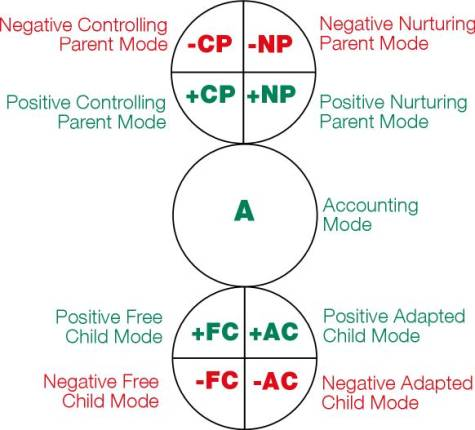 Negative Controlling
Parent Mode
-CP
-NP
Negative Nurturing
Parent Mode
Positive Controlling
Parent Mode
+CP
+NP
Positive Nurturing
Parent Mode
A
Accounting
Mode
Positive Free
Child Mode
+FC
+AC
Positive Adapted
Child Mode
Negative Free
Child Mode
-FC
-AC
Negative Adapted
Child Mode